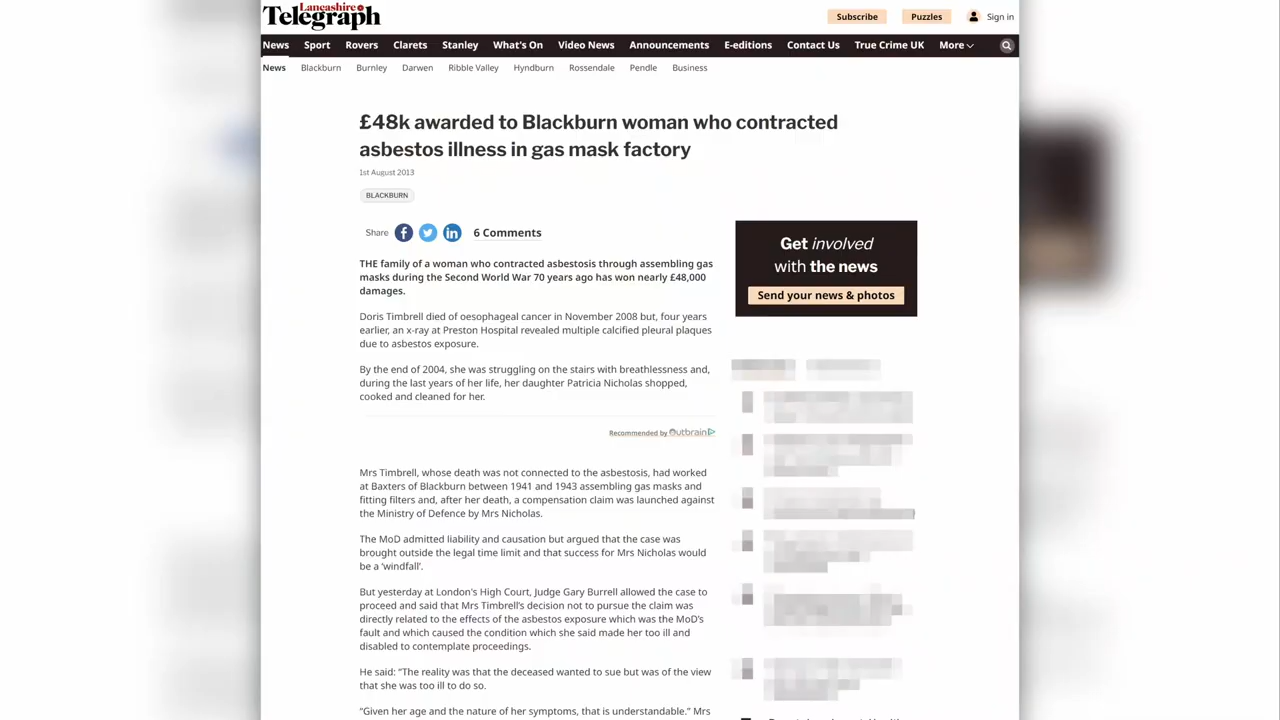 Lancashire
Telegraph
Subscribe
Puzzles
Sign in
News Sport Rovers Clarets Stanley What's On Video News Announcements E-editions Contact Us True Crime UK More
News Blackburn Burnley Darwen Ribble Valley Hyndburn Rossendale Pendle Business
£48k awarded to Blackburn woman who contracted
asbestos illness in gas mask factory
1st August 2013
BLACKBURN
Share
6 Comments
THE family of a woman who contracted asbestosis through assembling gas
masks during the Second World War 70 years ago has won nearly £48,000
damages.
Doris Timbrell died of oesophageal cancer in November 2008 but, four years
earlier, an x-ray at Preston Hospital revealed multiple calcified pleural plaques
due to asbestos exposure.
By the end of 2004, she was struggling on the stairs with breathlessness and,
during the last years of her life, her daughter Patricia Nicholas shopped,
cooked and cleaned for her.
Recommended by Outbrain
Mrs Timbrell, whose death was not connected to the asbestosis, had worked
at Baxters of Blackburn between 1941 and 1943 assembling gas masks and
fitting filters and, after her death, a compensation claim was launched against
the Ministry of Defence by Mrs Nicholas.
The MoD admitted liability and causation but argued that the case was
brought outside the legal time limit and that success for Mrs Nicholas would
be a ‘windfall’.
But yesterday at London's High Court, Judge Gary Burrell allowed the case to
proceed and said that Mrs Timbrell’s decision not to pursue the claim was
directly related to the effects of the asbestos exposure which was the MoD’s
fault and which caused the condition which she said made her too ill and
disabled to contemplate proceedings.
He said: “The reality was that the deceased wanted to sue but was of the view
that she was too ill to do so.
“Given her age and the nature of her symptoms, that is understandable.” Mrs
Get involved
with the news
Send your news & photos